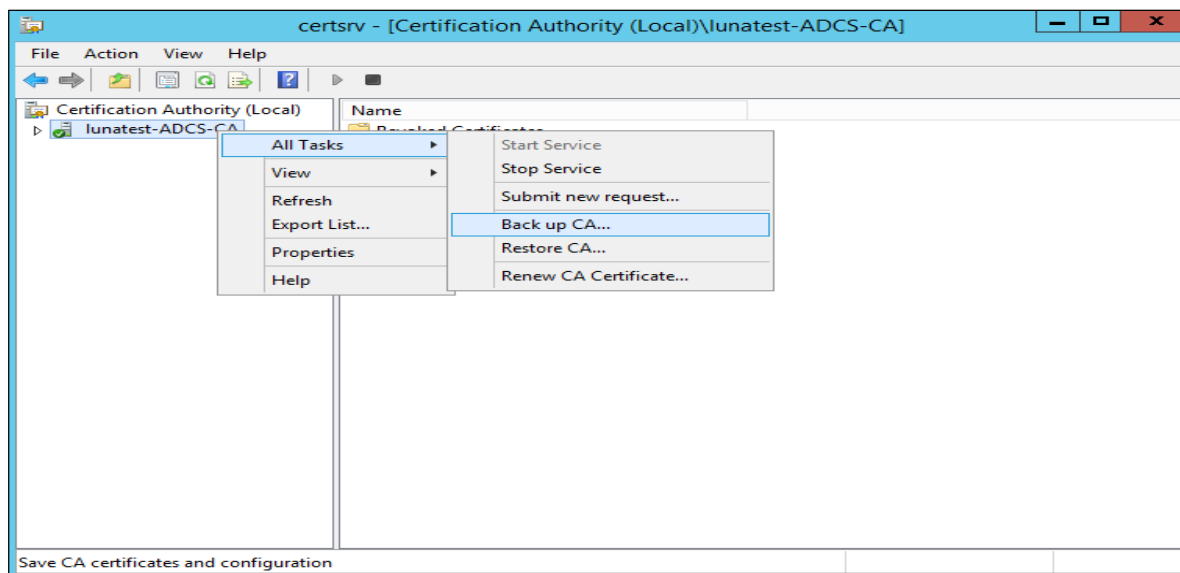 certsrv - [Certification Authority (Local)\lunatest-ADCS-CA]
File Action View Help
Certification Authority (Local)
Name
lunatest-ADCS-CA
Revoked Certificates
All Tasks
Start Service
Stop Service
View
Submit new request...
Refresh
Export List...
Back up CA...
Restore CA...
Properties
Renew CA Certificate...
Help
Save CA certificates and configuration